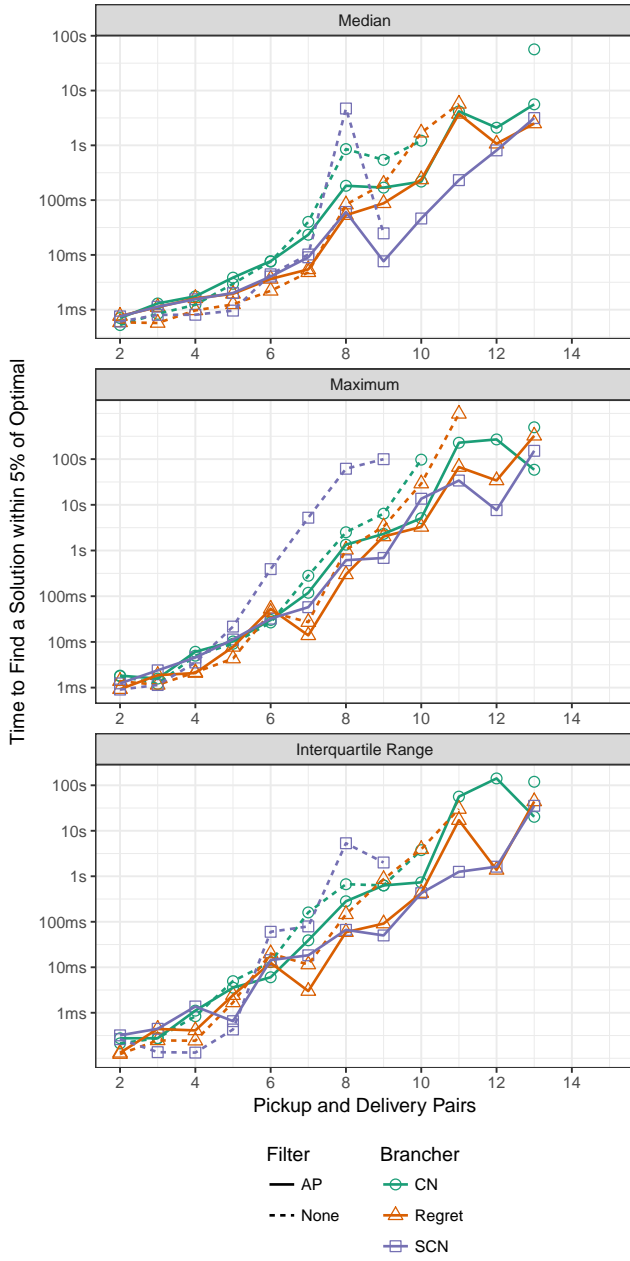 Median
100s
10s
1s
100ms
10ms
1ms
2
4
6
8
10
12
14
Maximum
100s
10s
1s
100ms
10ms
1ms
2
4
6
8
10
12
14
Interquartile Range
100s
10s
1s
100ms
10ms
1ms
2
4
6
8
10
12
14
Time to Find a Solution within 5% of Optimal
Pickup and Delivery Pairs
Filter
AP
None
Brancher
CN
Regret
SCN